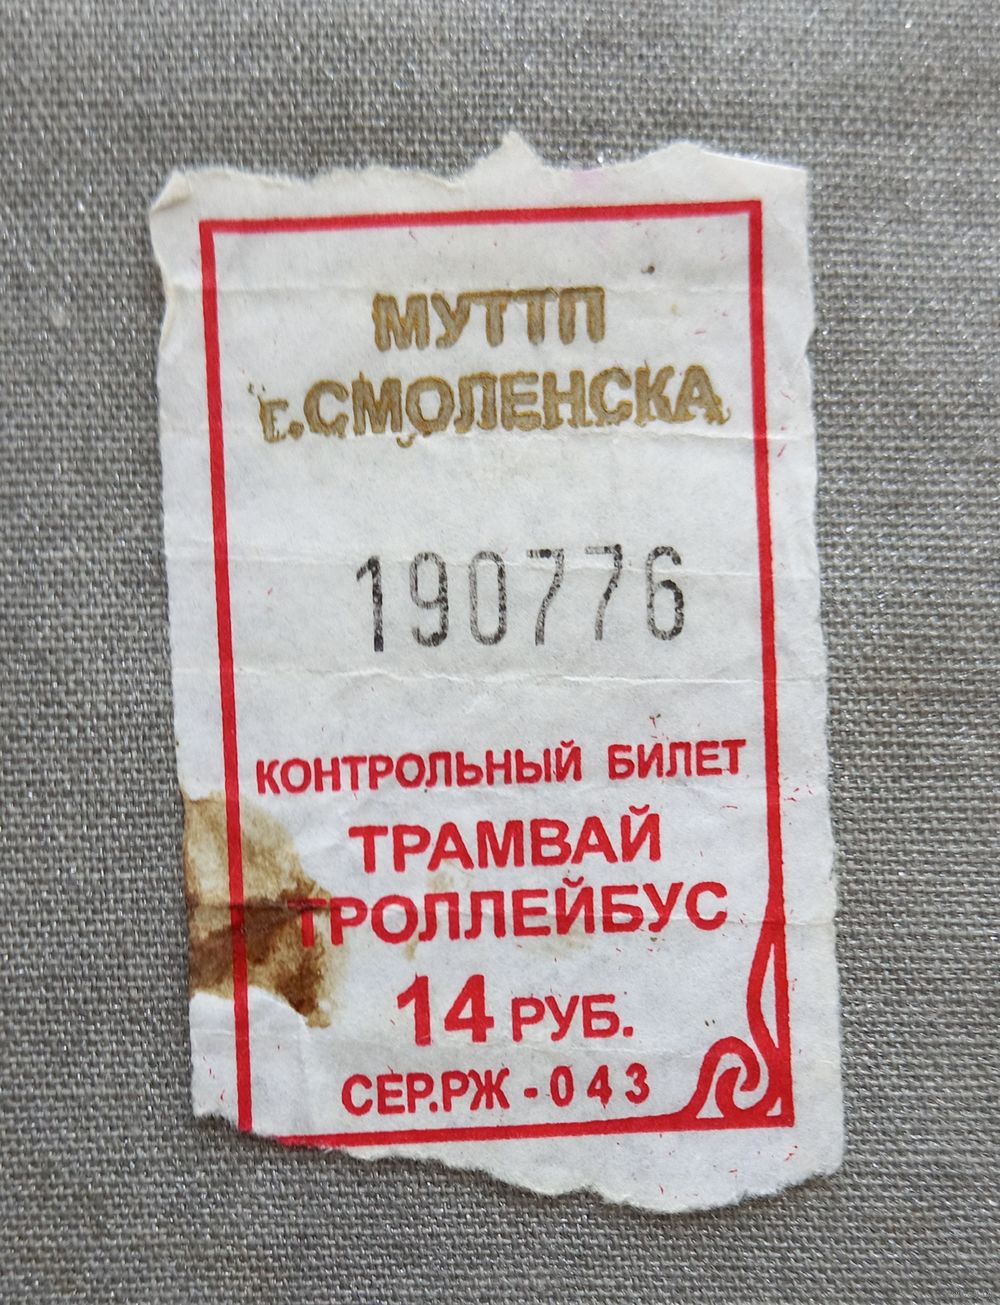 МУТТП
г.СМОЛЕНСКА
190776
КОНТРОЛЬНЫЙ БИЛЕТ
ТРАМВАЙ
ТРОЛЛЕЙБУС
14 РУБ.
СЕР.РЖ - 043